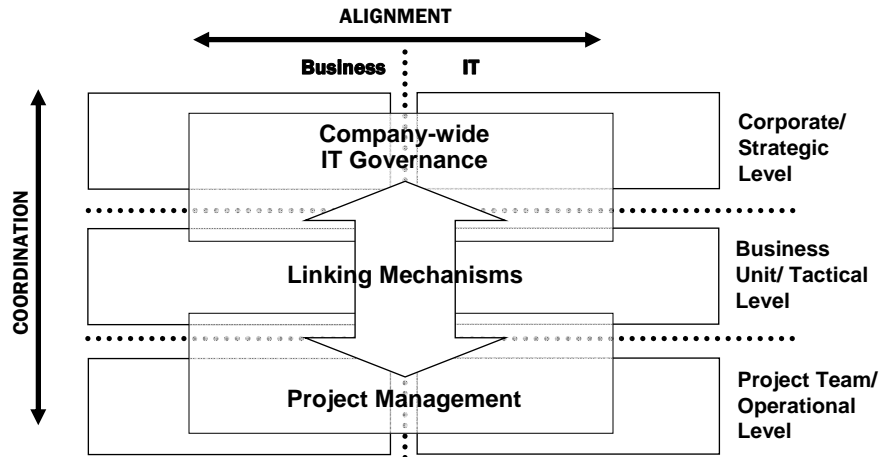 ALIGNMENT
Business IT
Company-wide
IT Governance
Corporate/
Strategic
Level
COORDINATION
Linking Mechanisms
Business
Unit/ Tactical
Level
Project Management
Project Team/
Operational
Level